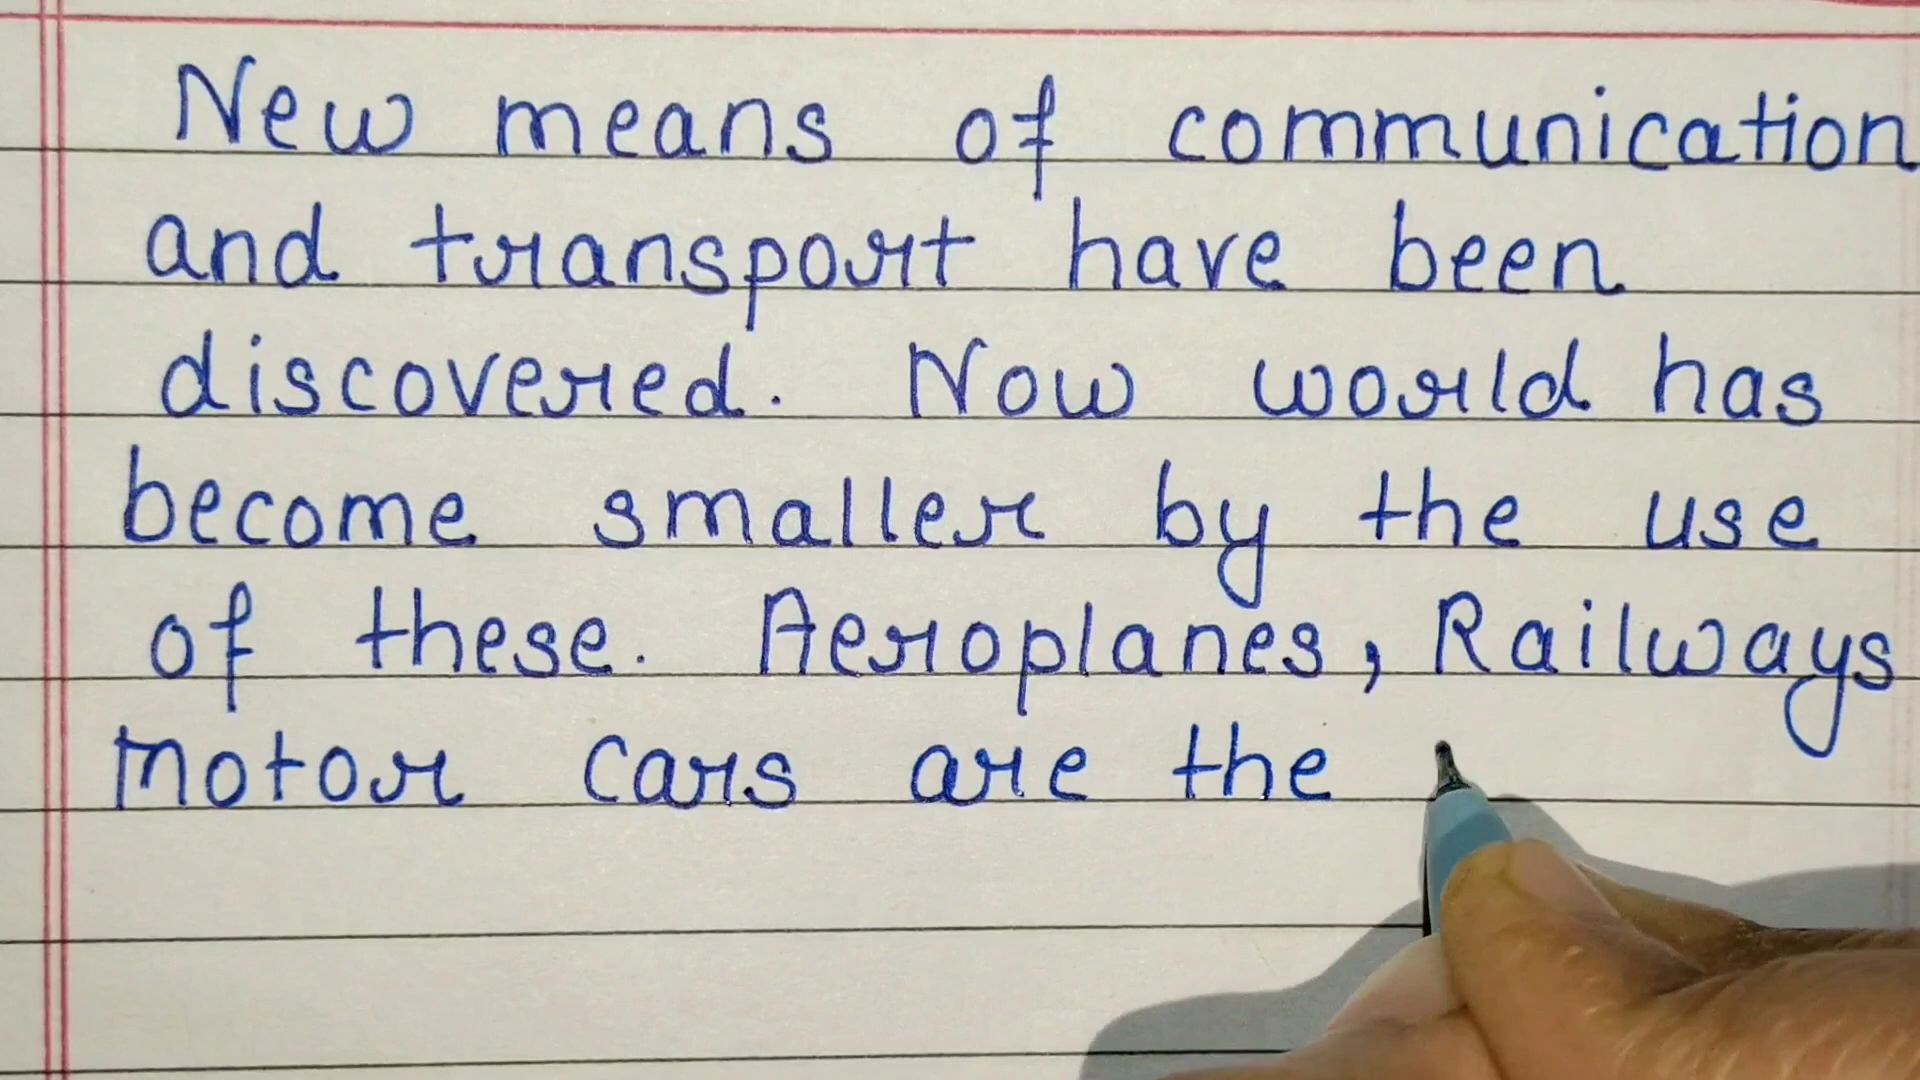 New means of communication
and transport have been
discovered. Now world has
become smaller by the use
of these. Aeroplanes, Railways
motor cars are the